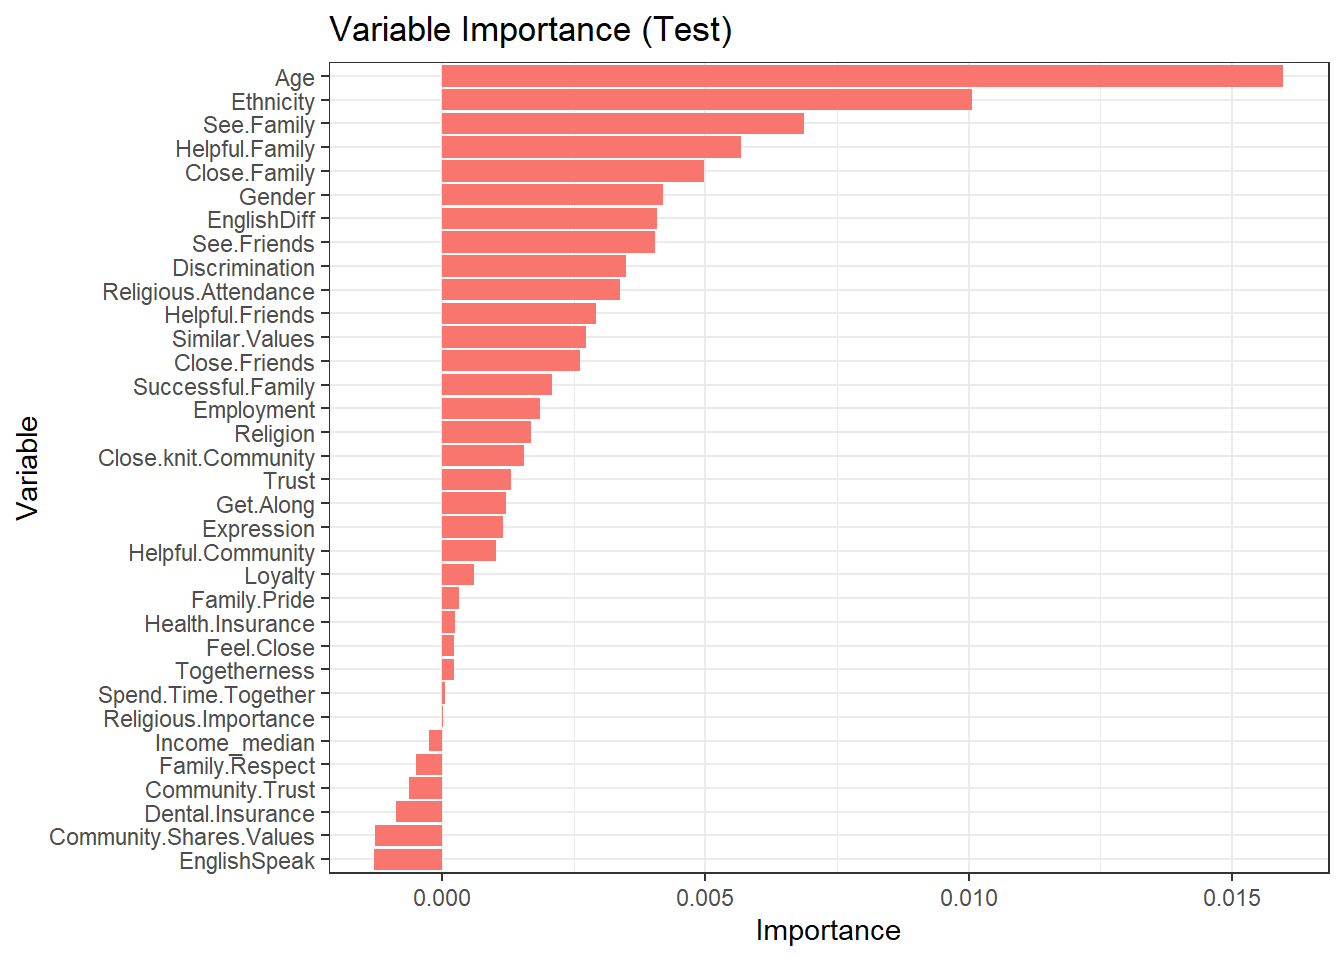 Variable Importance (Test)
Age
Ethnicity
See.Family
Helpful.Family
Close.Family
Gender
EnglishDiff
See.Friends
Discrimination
Religious.Attendance
Helpful.Friends
Similar.Values
Close.Friends
Successful.Family
Employment
Religion
Close.knit.Community
Trust
Get.Along
Expression
Helpful.Community
Loyalty
Family.Pride
Health.Insurance
Feel.Close
Togetherness
Spend.Time.Together
Religious.Importance
Income_median
Family.Respect
Community.Trust
Dental.Insurance
Community.Shares.Values
EnglishSpeak
Variable
0.000 0.005 0.010 0.015
Importance